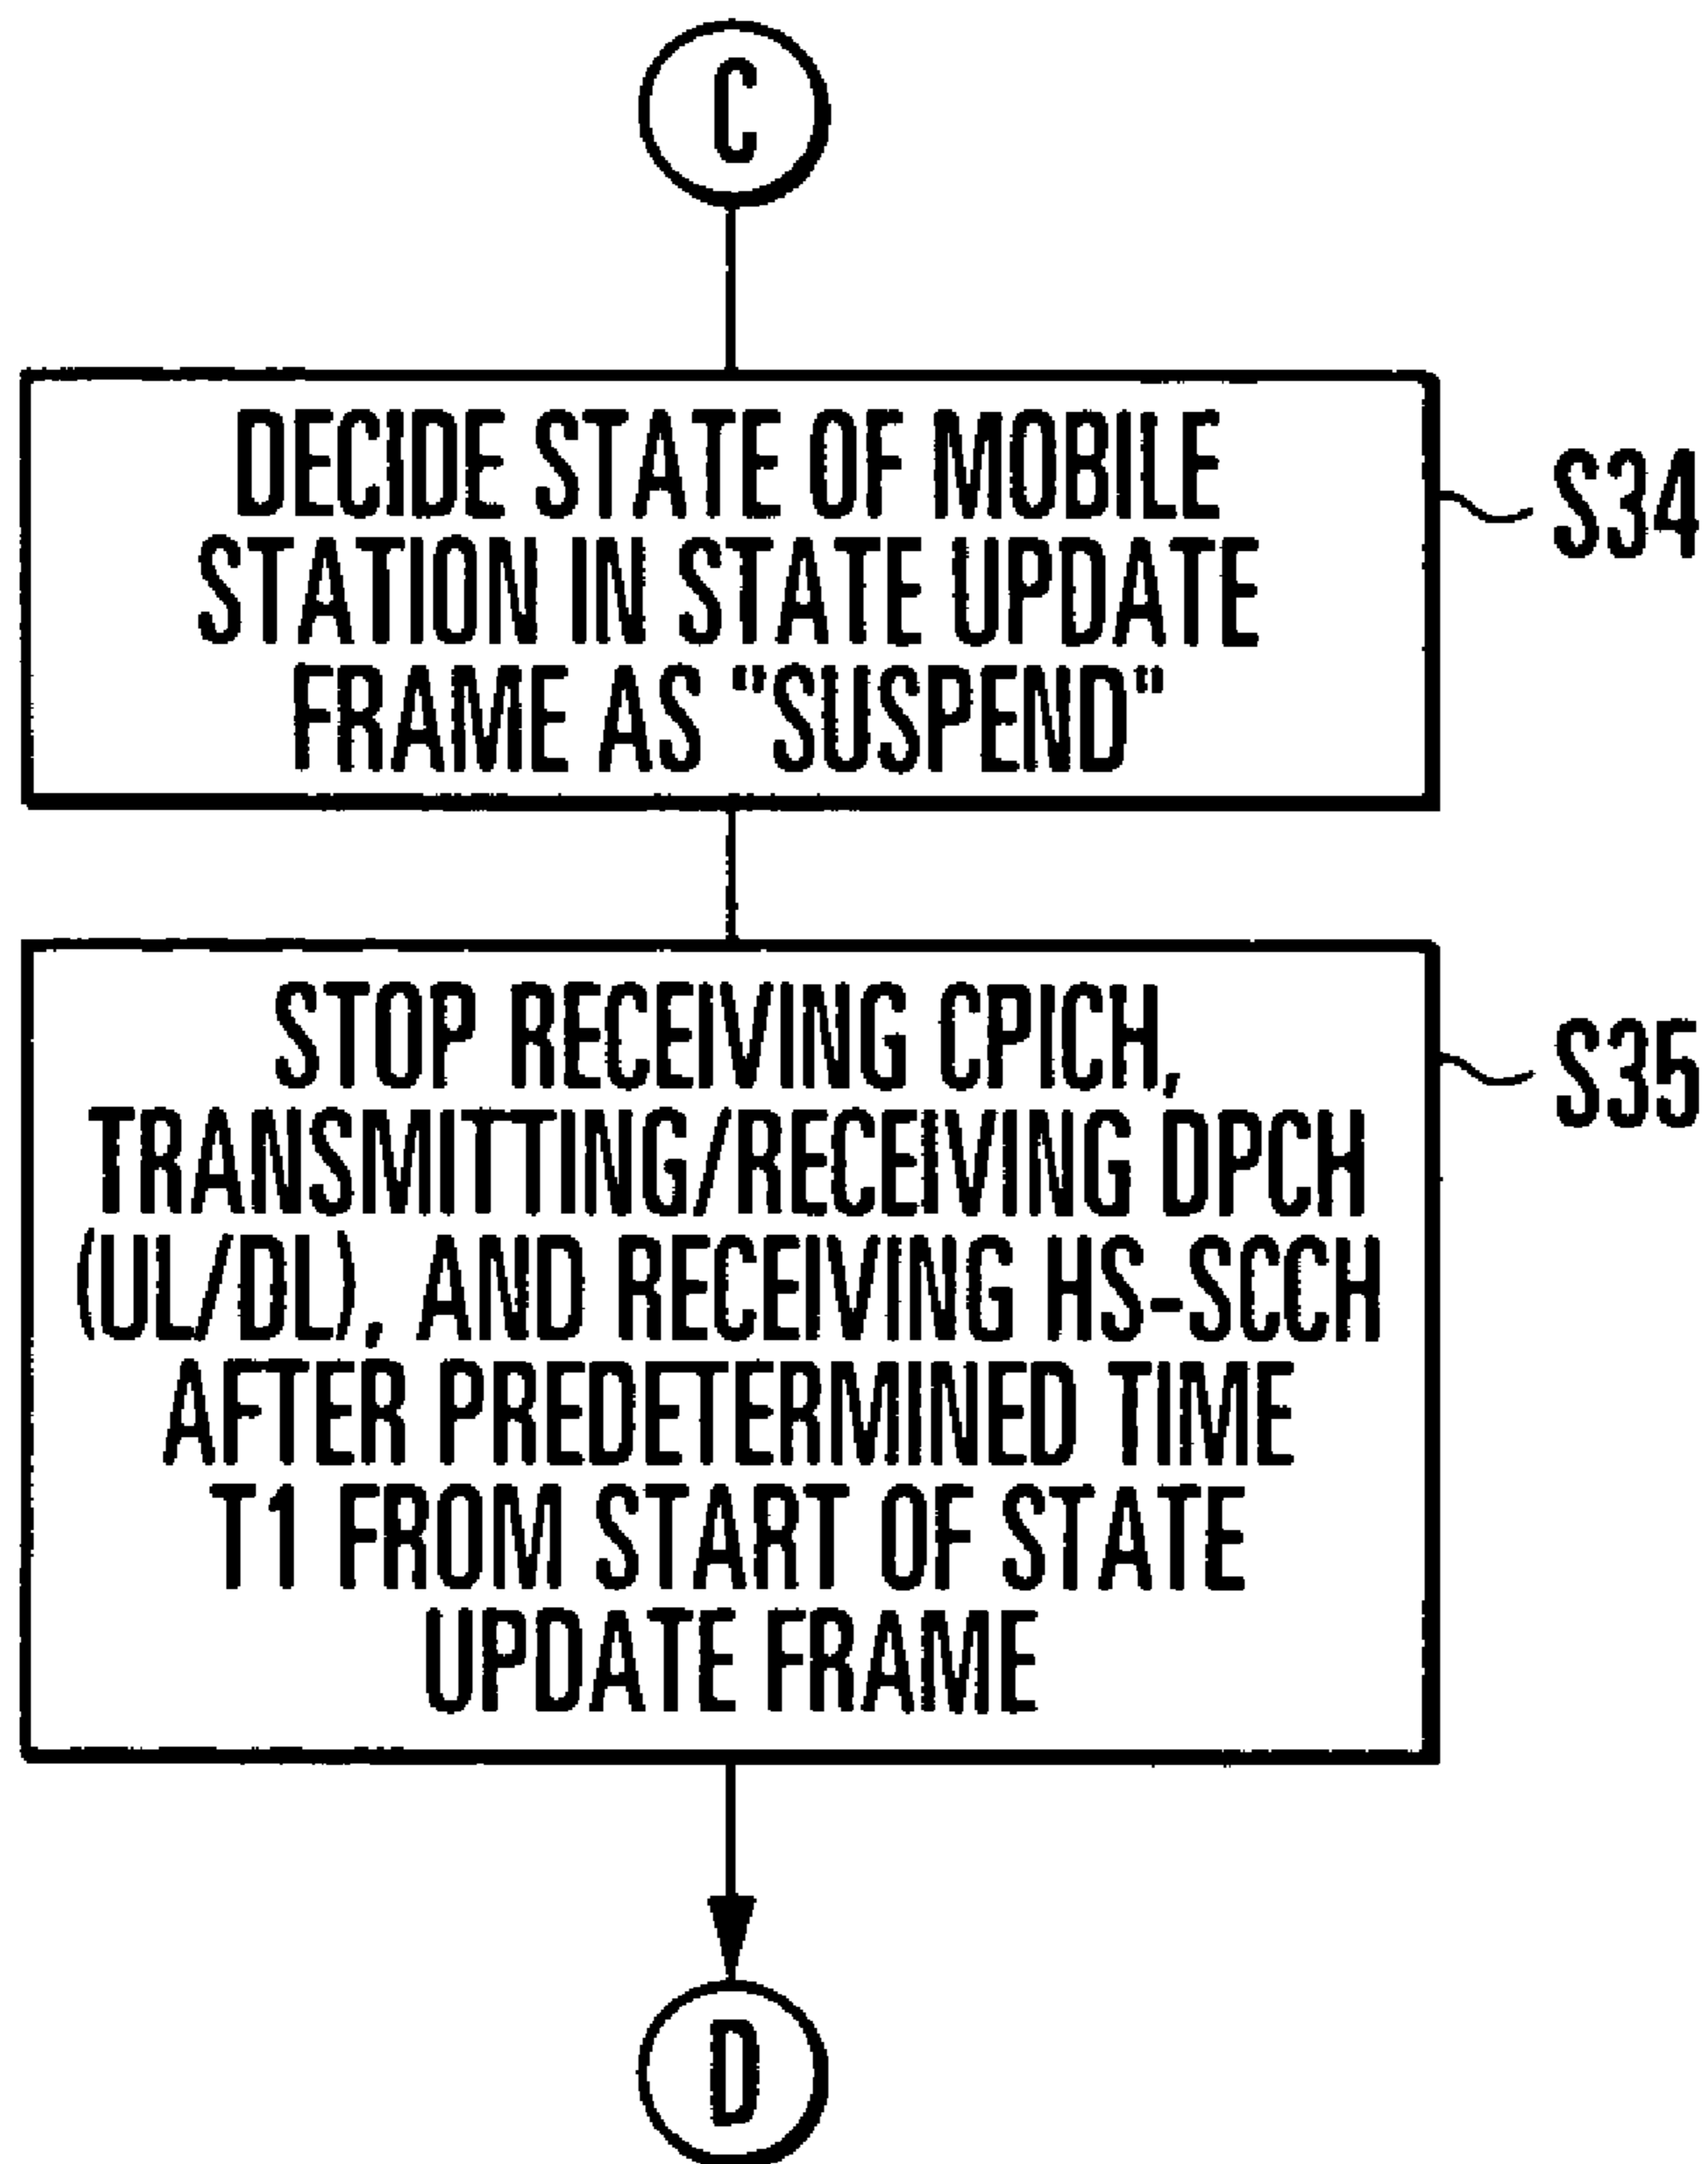 C
DECIDE STATE OF MOBILE
STATION IN STATE UPDATE
FRAME AS "SUSPEND"
S34
STOP RECEIVING CPICH,
TRANSMITTING/RECEIVING DPCH
(UL/DL), AND RECEIVING HS-SCCH
AFTER PREDETERMINED TIME
T1 FROM START OF STATE
UPDATE FRAME
S35
D